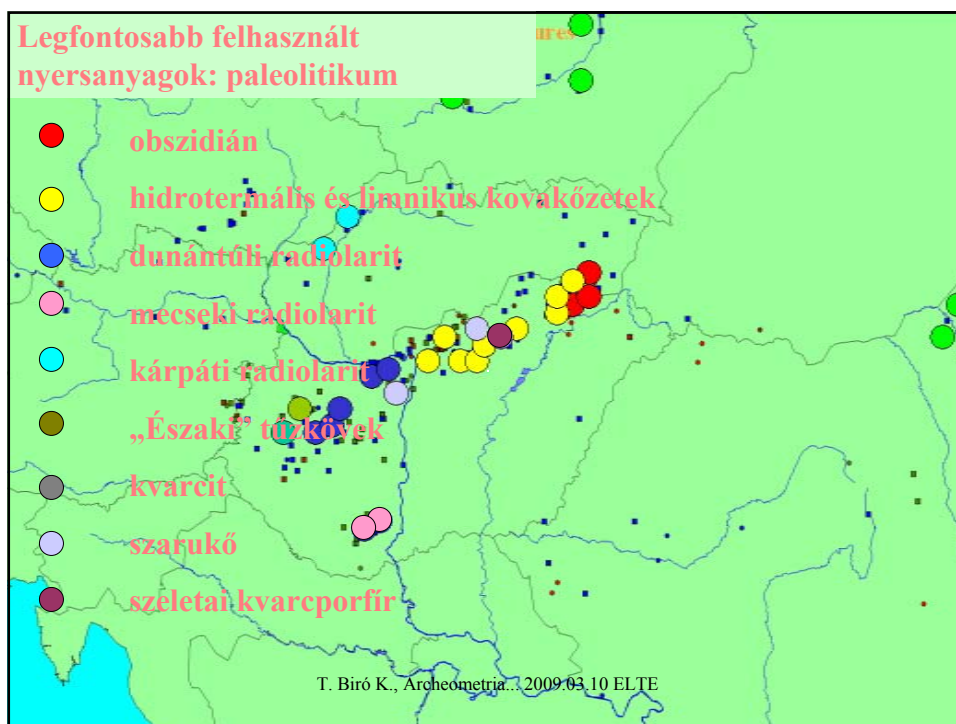 Legfontosabb felhasznált
nyersanyagok: paleolitikum
ures
obszidián
hidrotermális és limnikus kovakőzetek
dunántúli radiolarit
mecseki radiolarit
kárpáti radiolarit
„Északi” tűzkövek
kvarcit
szarukő
szeletai kvarcporfír
T. Biró K., Archeometria... 2009.03.10 ELTE